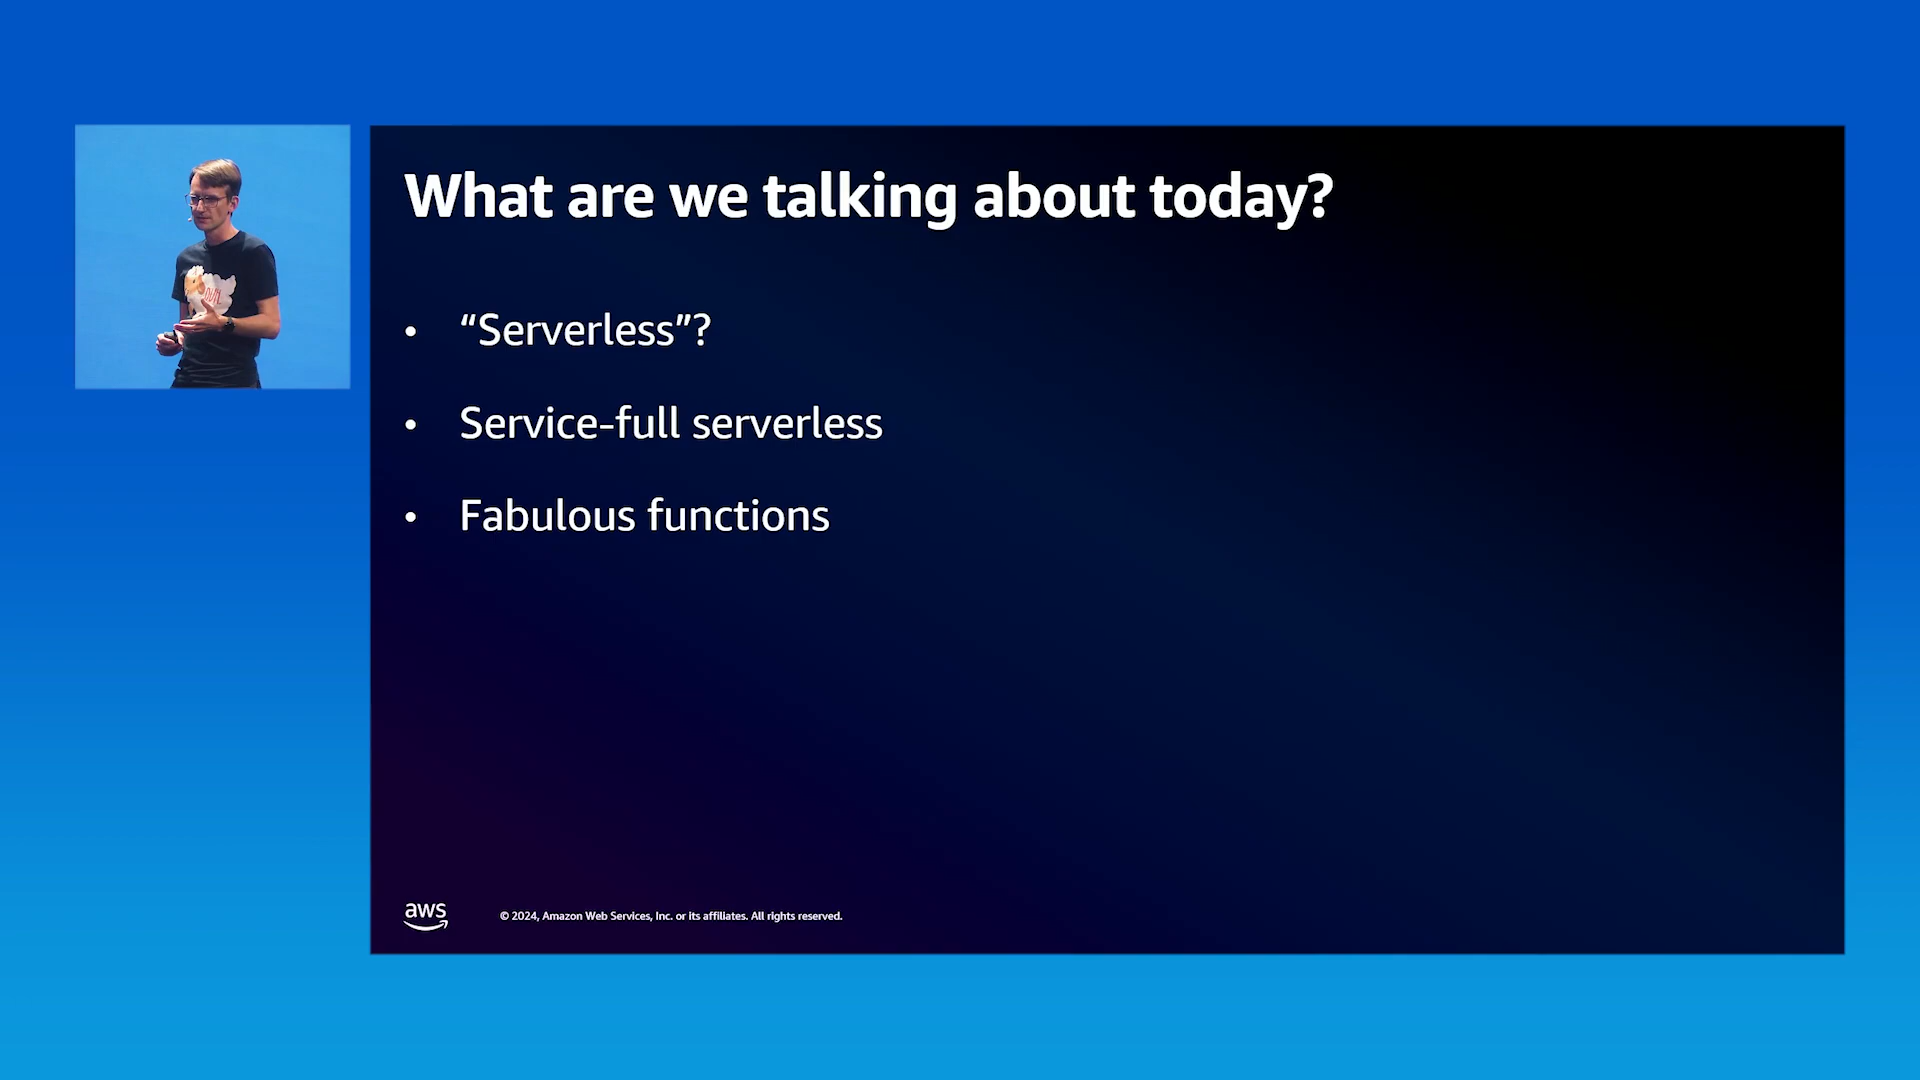 What are we talking about today?
• “Serverless”?
• Service-full serverless
• Fabulous functions
aws
© 2024, Amazon Web Services, Inc. or its affiliates. All rights reserved.